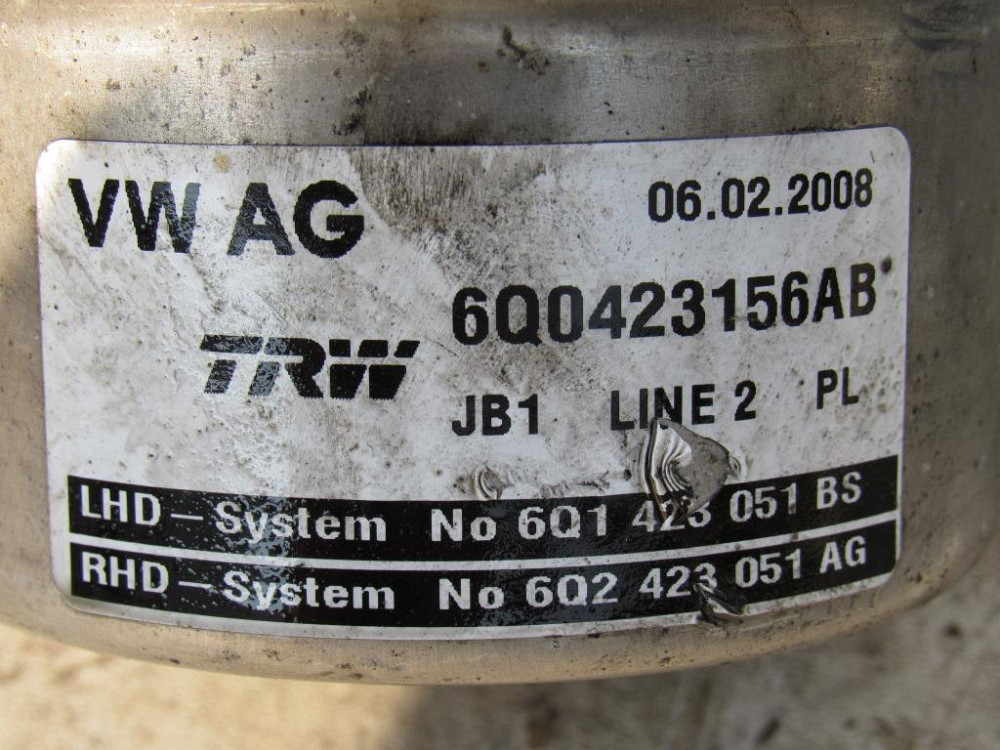 VW AG 06.02.2008
6Q0423156AB
TRW
JB1 LINE 2 PL
LHD – System No 6Q1 423 051 BS
RHD – System No 6Q2 423 051 AG